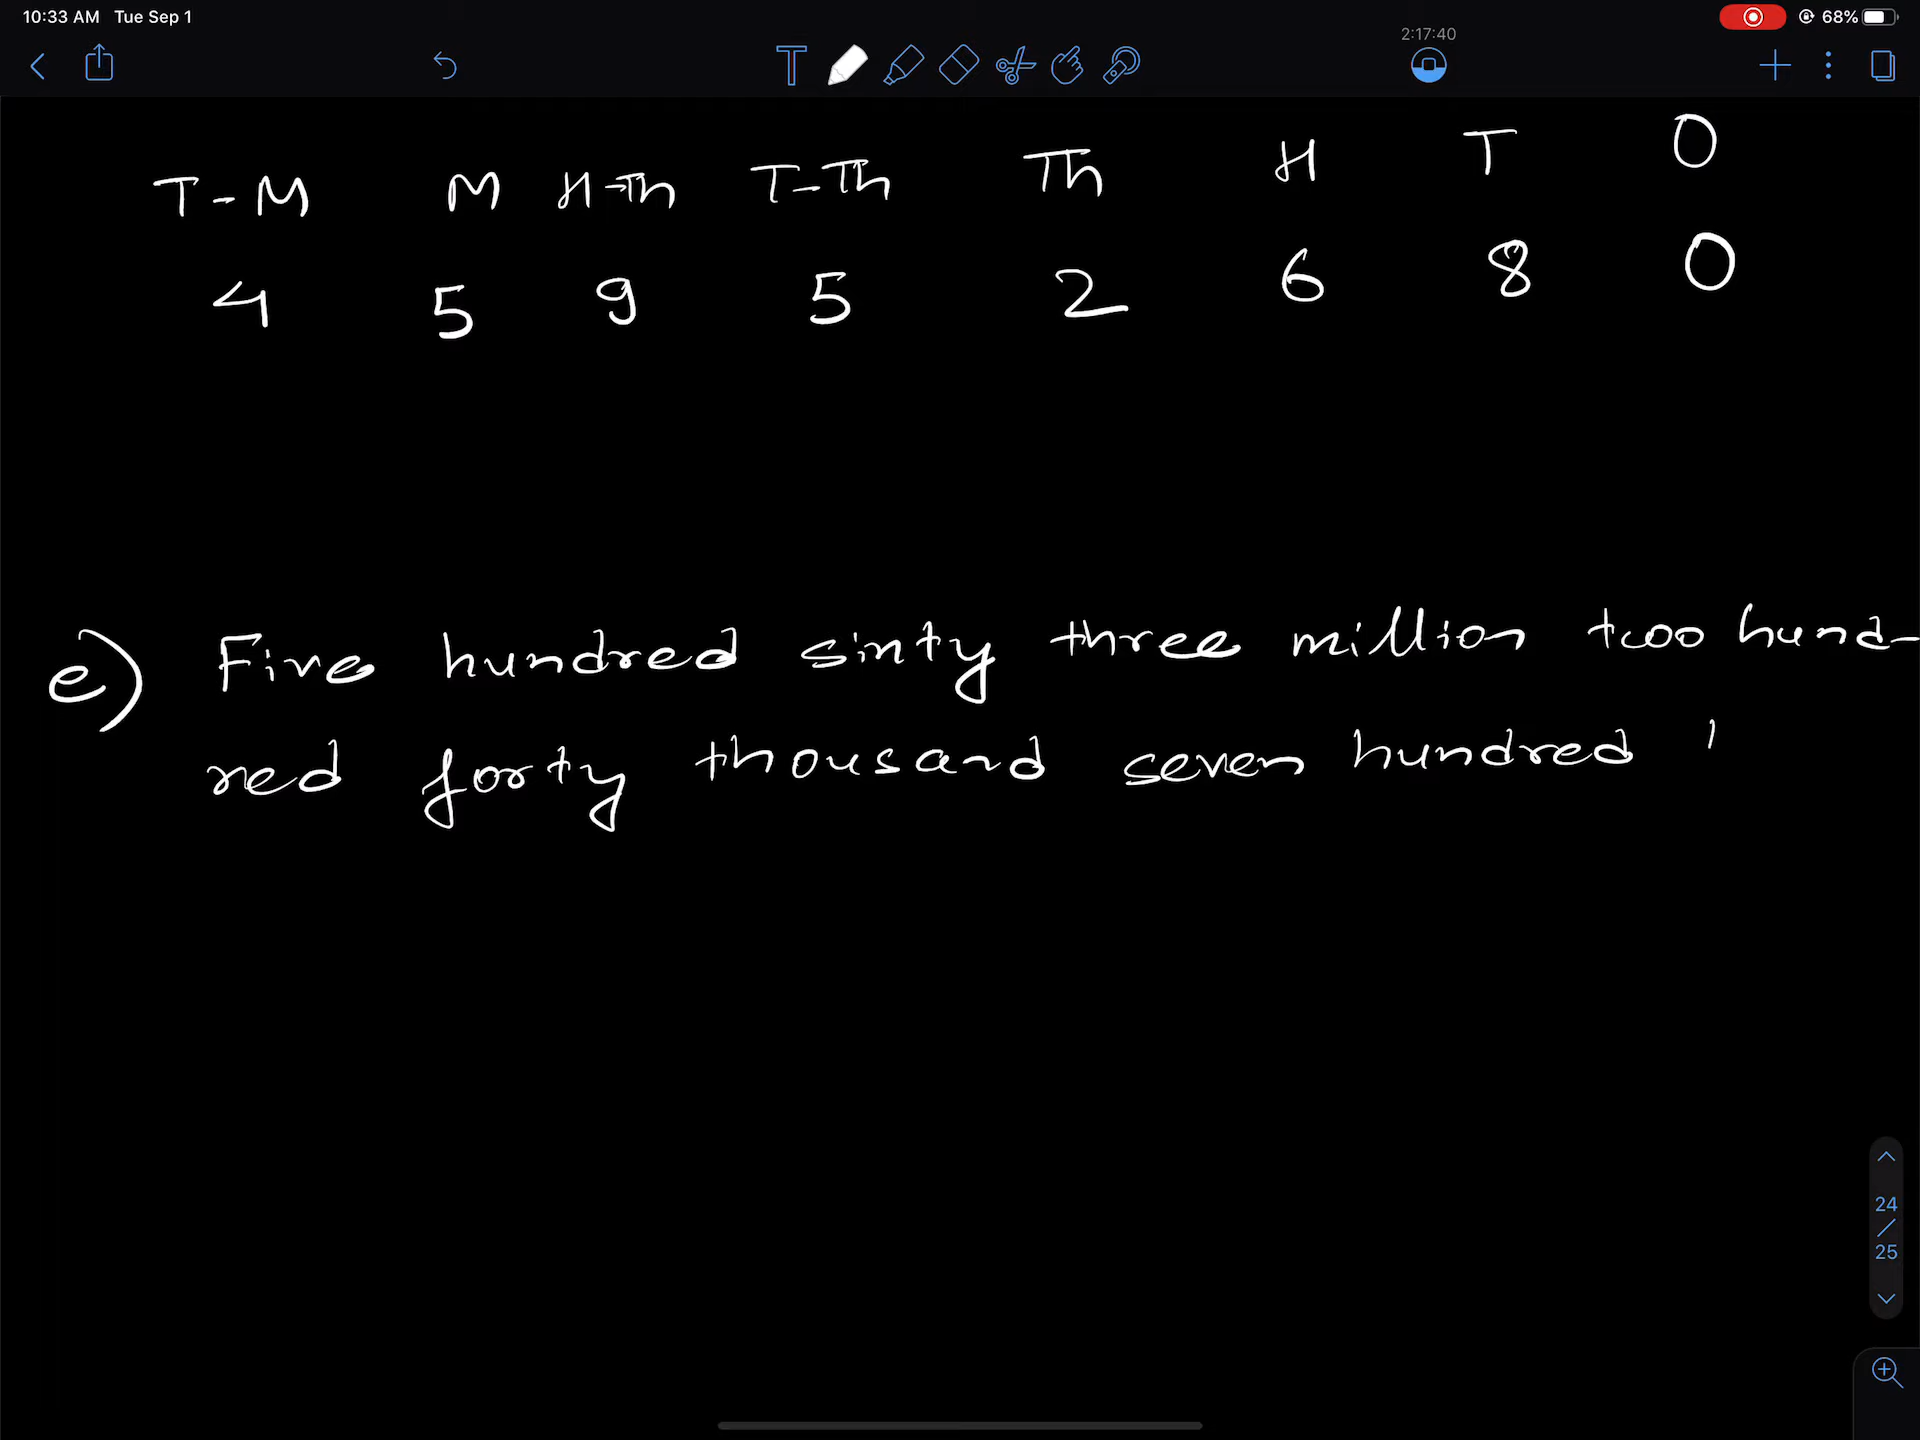 10:33 AM Tue Sep 1
68%
2:17:40
T-M M H-Th T-Th Th H T O
4 5 9 5 2 6 8 0
e) Five hundred sinty three million two hund-
red forty thousand seven hundred
24
25